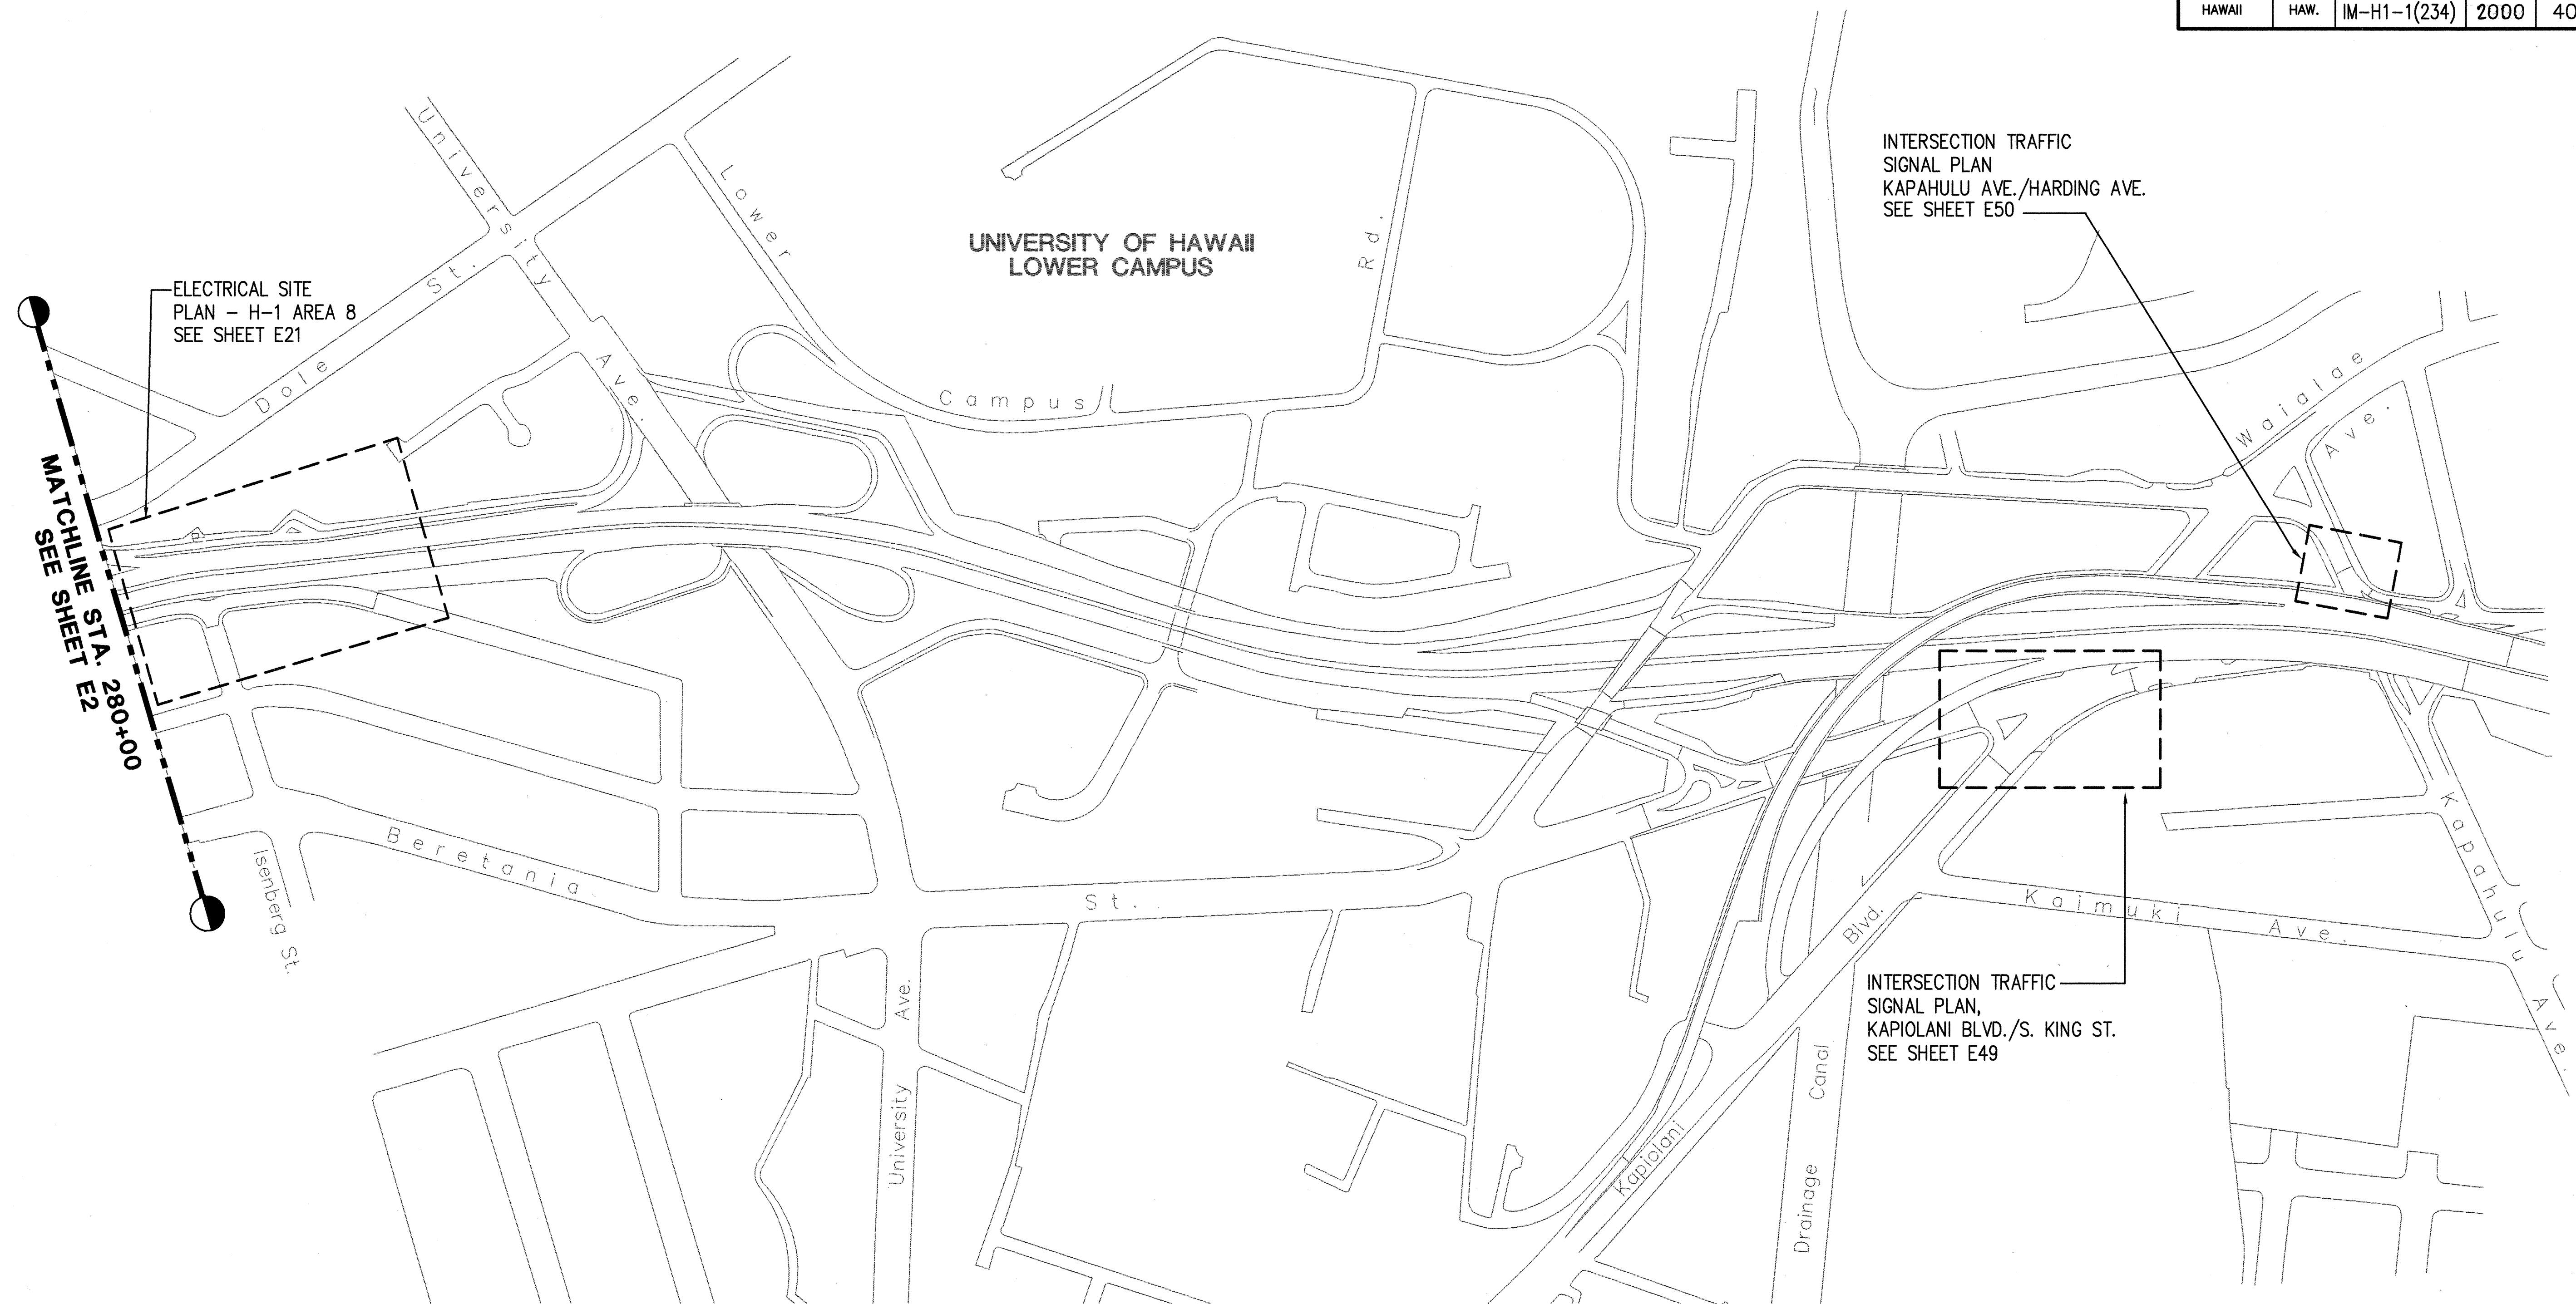 HAWAII HAW. IM-H1-1(234) 2000 40
INTERSECTION TRAFFIC
SIGNAL PLAN
KAPAHULU AVE./HARDING AVE.
SEE SHEET E50
UNIVERSITY OF HAWAII
LOWER CAMPUS
ELECTRICAL SITE
PLAN - H-1 AREA 8
SEE SHEET E21
University Ave.
Lower
Campus
Rd.
Dole St.
Waialae
Ave.
MATCHLINE STA. 280+00
SEE SHEET E2
Isenberg St.
Beretania
St.
University Ave.
Kapiolani
Blvd.
Kaimuki Ave.
Kapahulu Ave.
Drainage Canal
INTERSECTION TRAFFIC
SIGNAL PLAN,
KAPIOLANI BLVD./S. KING ST.
SEE SHEET E49